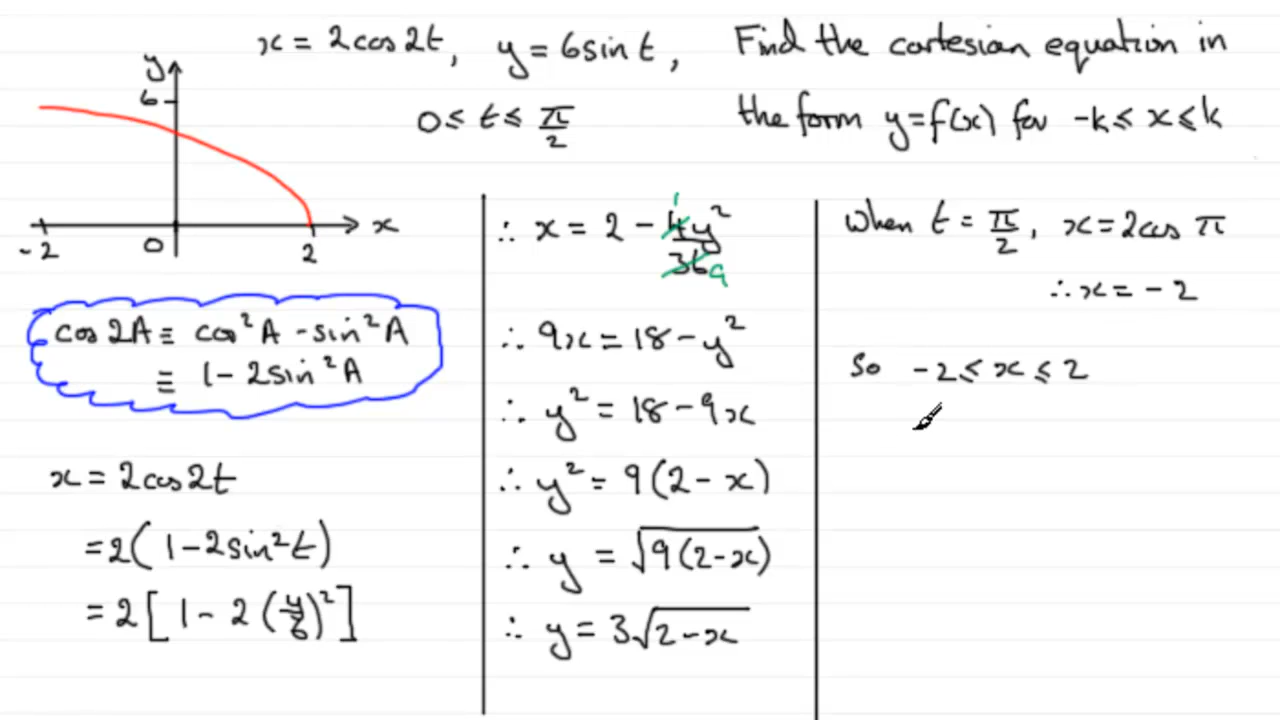 x = 2cos2t, y = 6sin t, Find the cartesian equation in
0 ≤ t ≤ π/2 the form y=f(x) for -k ≤ x ≤ k
y
6
x
-2 0 2
cos 2A ≡ cos²A - sin²A
≡ 1 - 2sin²A
x = 2cos2t
= 2( 1 - 2sin²t)
= 2[ 1 - 2 (y/6)²]
∴ x = 2 - 4y²/36 1 9
∴ 9x = 18 - y²
∴ y² = 18 - 9x
∴ y² = 9(2 - x)
∴ y = √9(2-x)
∴ y = 3√2-x
When t = π/2, x = 2cos π
∴ x = -2
So -2 ≤ x ≤ 2